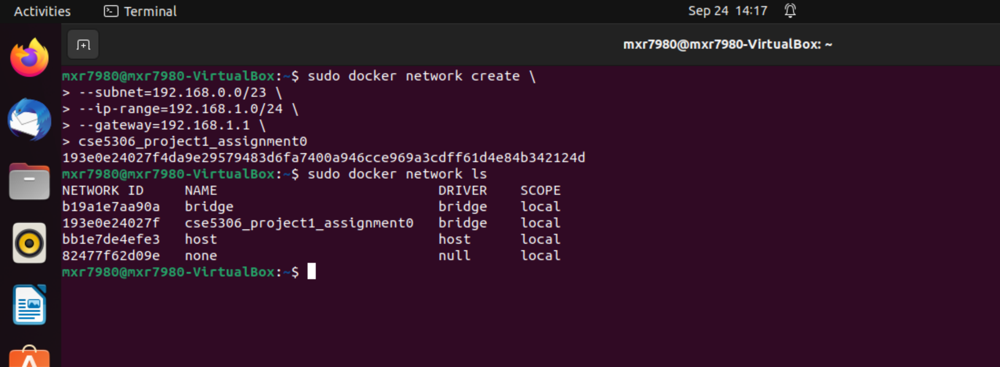 Activities Terminal Sep 24 14:17
mxr7980@mxr7980-VirtualBox: ~
mxr7980@mxr7980-VirtualBox:~$ sudo docker network create \
> --subnet=192.168.0.0/23 \
> --ip-range=192.168.1.0/24 \
> --gateway=192.168.1.1 \
> cse5306_project1_assignment0
193e0e24027f4da9e29579483d6fa7400a946cce969a3cdff61d4e84b342124d
mxr7980@mxr7980-VirtualBox:~$ sudo docker network ls
NETWORK ID NAME DRIVER SCOPE
b19a1e7aa90a bridge bridge local
193e0e24027f cse5306_project1_assignment0 bridge local
bb1e7de4efe3 host host local
82477f62d09e none null local
mxr7980@mxr7980-VirtualBox:~$